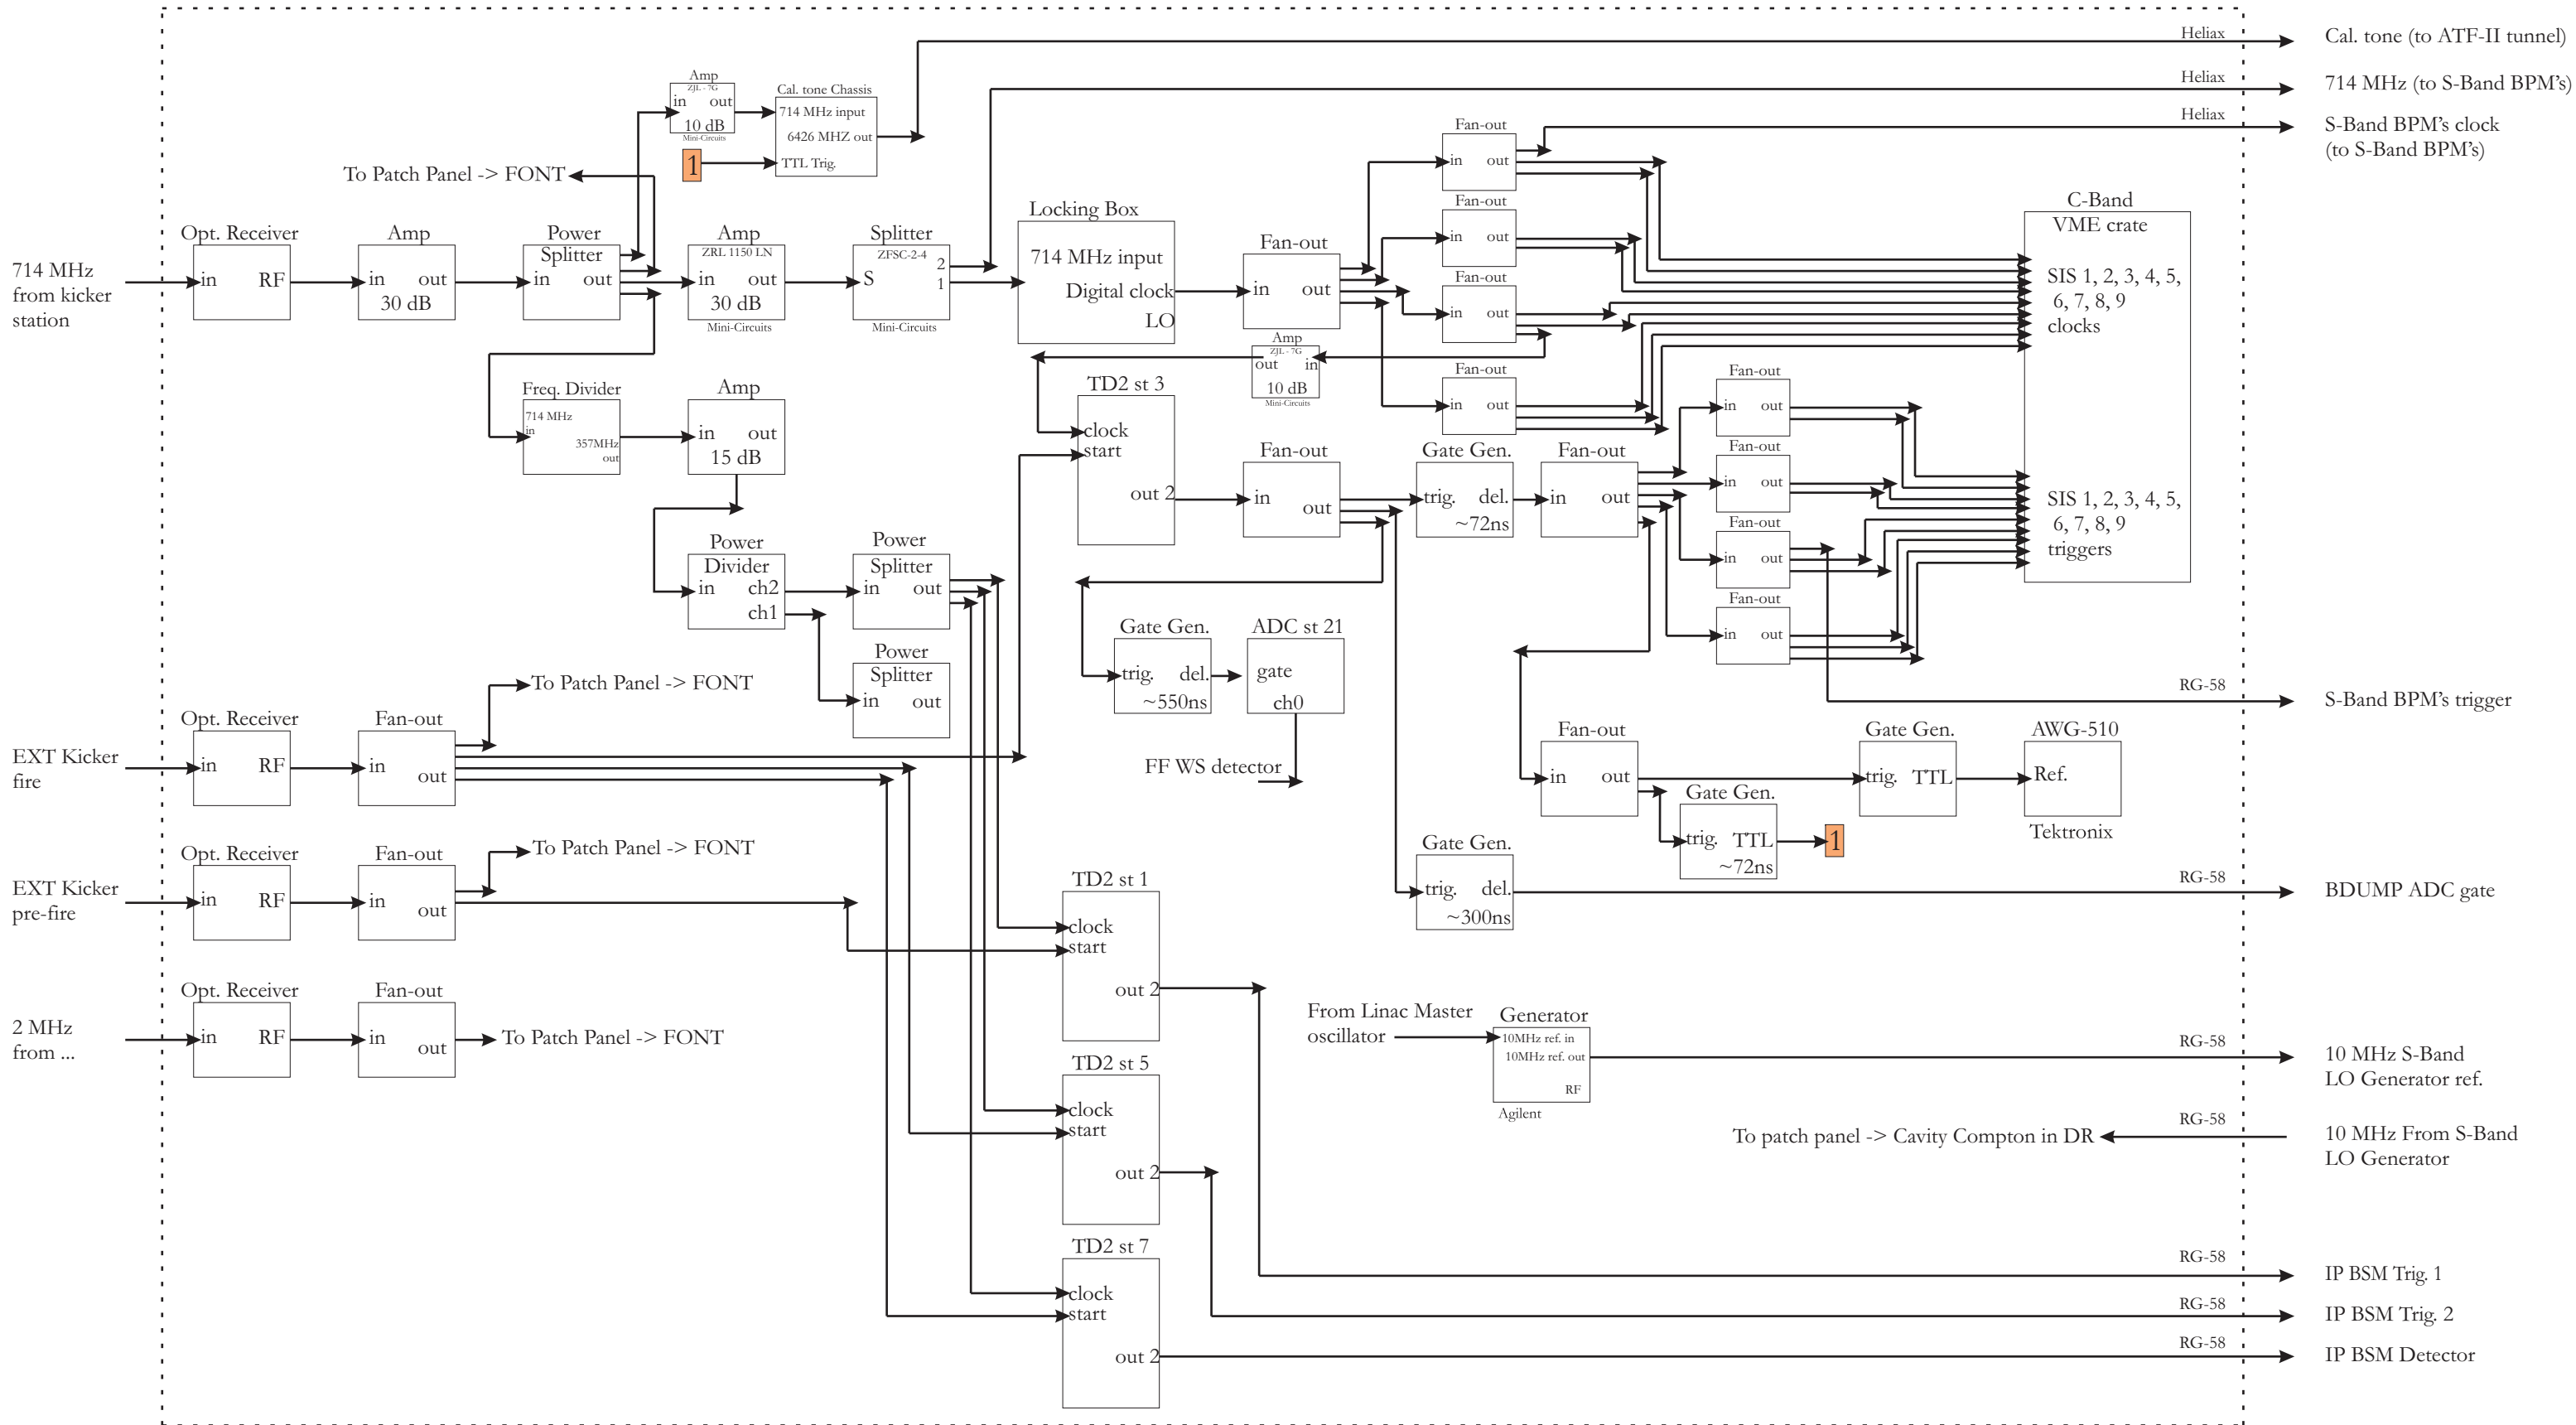 Heliax
Cal. tone (to ATF-II tunnel)
Heliax
714 MHz (to S-Band BPM's)
Heliax
S-Band BPM's clock
(to S-Band BPM's)
Amp
ZJL - 7G
in out
10 dB
Mini-Circuits
Cal. tone Chassis
714 MHz input
6426 MHZ out
TTL Trig.
1
To Patch Panel -> FONT
714 MHz
from kicker
station
Opt. Receiver
in RF
Amp
in out
30 dB
Power
Splitter
in out
Amp
ZRL 1150 LN
in out
30 dB
Mini-Circuits
Splitter
ZFSC-2-4
2
S 1
Mini-Circuits
Locking Box
714 MHz input
Digital clock
LO
Fan-out
in out
Fan-out
in out
Fan-out
in out
Fan-out
in out
Fan-out
in out
Amp
ZJL - 7G
out in
10 dB
Mini-Circuits
C-Band
VME crate
SIS 1, 2, 3, 4, 5,
6, 7, 8, 9
clocks
SIS 1, 2, 3, 4, 5,
6, 7, 8, 9
triggers
Freq. Divider
714 MHz
in
357MHz
out
Amp
in out
15 dB
TD2 st 3
clock
start
out 2
Fan-out
in
out
Gate Gen.
trig. del.
~72ns
Fan-out
in out
Fan-out
in out
Fan-out
in out
Fan-out
in out
Fan-out
in out
Power
Divider
in ch2
ch1
Power
Splitter
in out
Power
Splitter
in out
Gate Gen.
trig. del.
~550ns
ADC st 21
gate
ch0
FF WS detector
RG-58
S-Band BPM's trigger
EXT Kicker
fire
Opt. Receiver
in RF
Fan-out
in
out
To Patch Panel -> FONT
Fan-out
in out
Gate Gen.
trig. TTL
AWG-510
Ref.
Tektronix
Gate Gen.
trig. TTL
~72ns
1
EXT Kicker
pre-fire
Opt. Receiver
in RF
Fan-out
in
out
To Patch Panel -> FONT
Gate Gen.
trig. del.
~300ns
RG-58
BDUMP ADC gate
TD2 st 1
clock
start
out 2
2 MHz
from ...
Opt. Receiver
in RF
Fan-out
in
out
To Patch Panel -> FONT
From Linac Master
oscillator
Generator
10MHz ref. in
10MHz ref. out
RF
Agilent
RG-58
10 MHz S-Band
LO Generator ref.
TD2 st 5
clock
start
out 2
To patch panel -> Cavity Compton in DR
RG-58
10 MHz From S-Band
LO Generator
TD2 st 7
clock
start
out 2
RG-58
IP BSM Trig. 1
RG-58
IP BSM Trig. 2
RG-58
IP BSM Detector